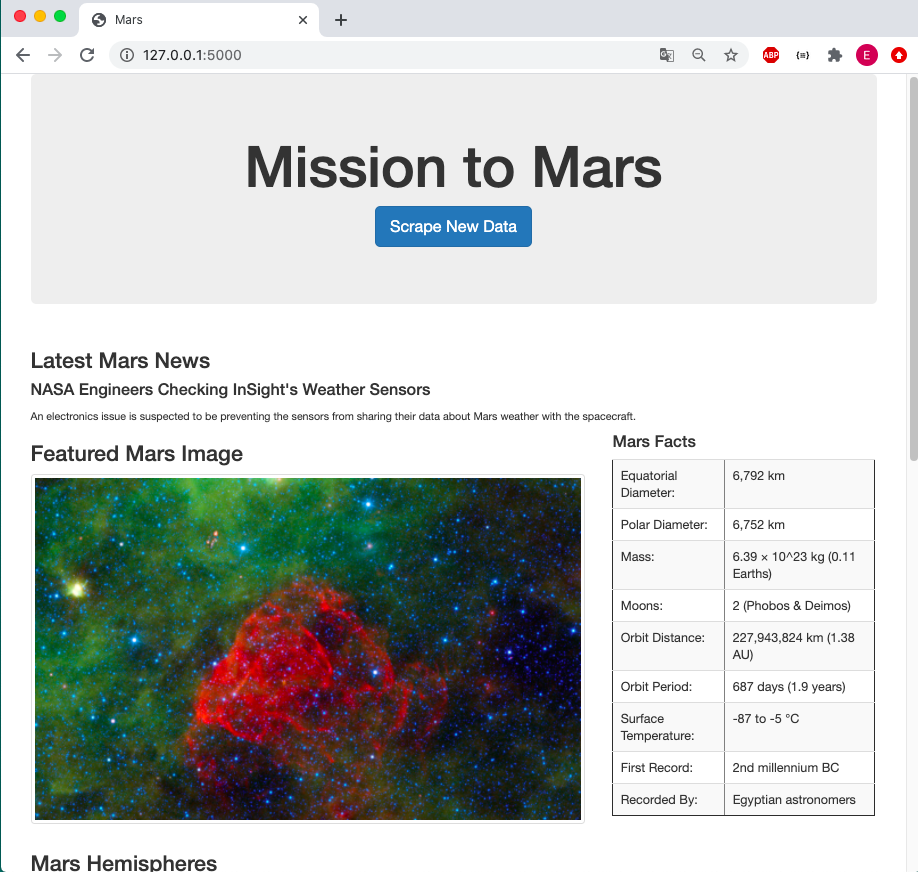 Mars
127.0.0.1:5000
ABP
E
Mission to Mars
Scrape New Data
Latest Mars News
NASA Engineers Checking InSight's Weather Sensors
An electronics issue is suspected to be preventing the sensors from sharing their data about Mars weather with the spacecraft.
Featured Mars Image
Mars Facts
Equatorial
Diameter:
6,792 km
Polar Diameter:
6,752 km
Mass:
6.39 × 10^23 kg (0.11
Earths)
Moons:
2 (Phobos & Deimos)
Orbit Distance:
227,943,824 km (1.38
AU)
Orbit Period:
687 days (1.9 years)
Surface
Temperature:
-87 to -5 °C
First Record:
2nd millennium BC
Recorded By:
Egyptian astronomers
Mars Hemispheres